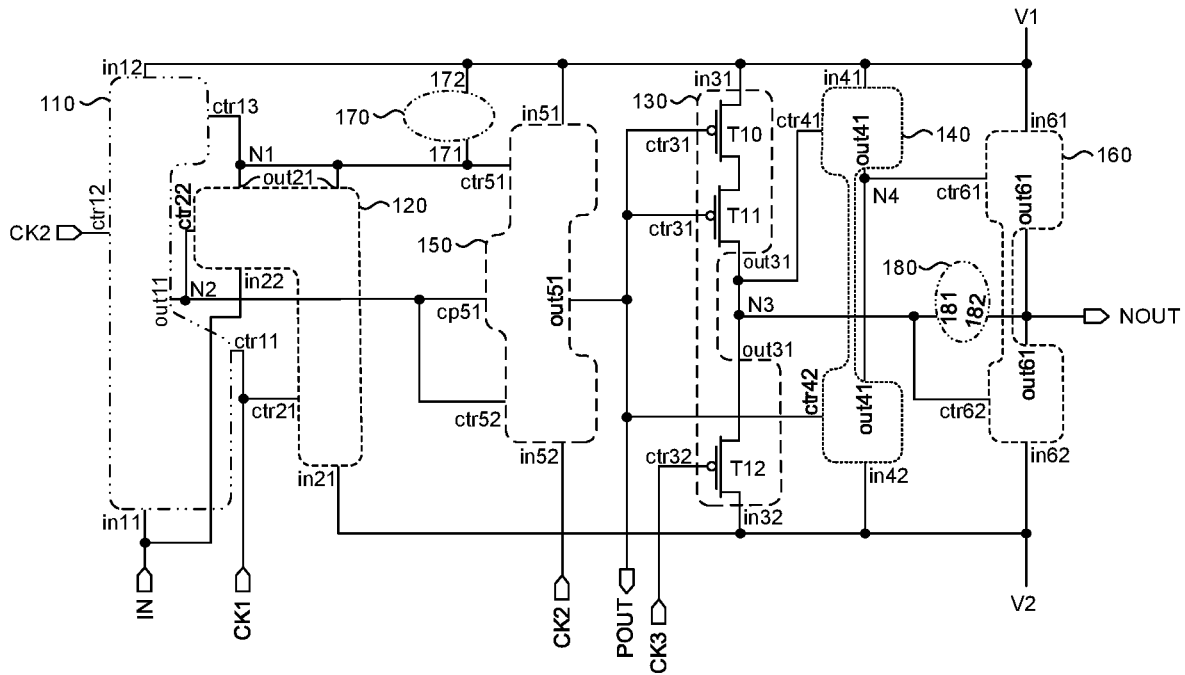 V1
in12
172
in31
in41
110
ctr13
170
in51
130
T10
ctr41
out41
140
in61
160
ctr31
N1
171
ctr51
out21
ctr12
ctr22
120
N4
ctr61
out61
CK2
ctr31
T11
150
out31
180
in22
out11
N2
cp51
out51
N3
181
182
NOUT
ctr11
out31
out61
ctr21
ctr52
ctr42
out41
ctr62
in21
in52
ctr32
T12
in42
in62
in11
in32
IN
CK1
CK2
POUT
CK3
V2